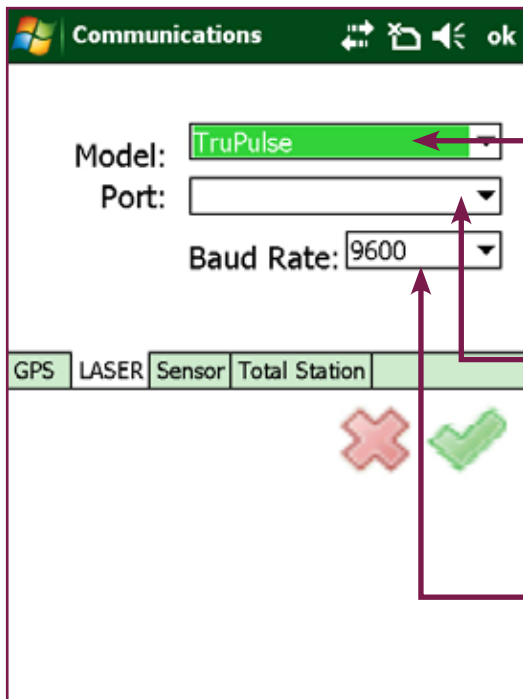 Communications ok
Model: TruPulse
Port:
Baud Rate: 9600
GPS LASER Sensor Total Station